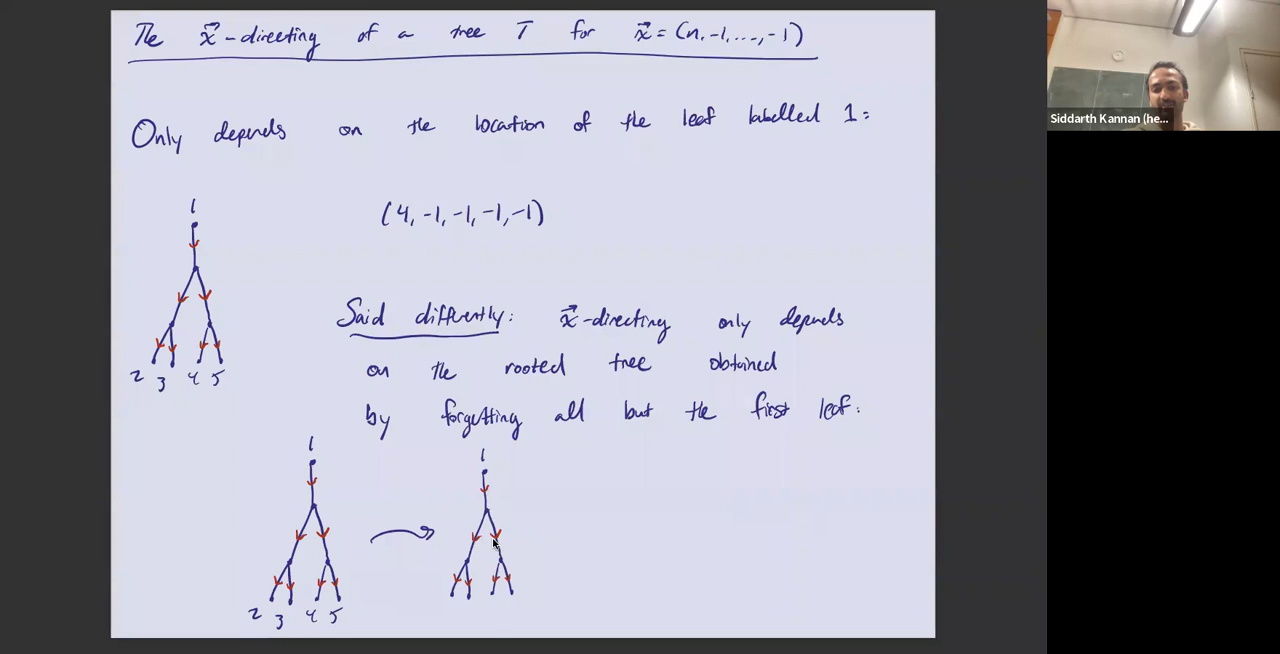 The x⃗-directing of a tree T for x⃗ = (n, -1, ..., -1)
Only depends on the location of the leaf labelled 1:
1
(4, -1, -1, -1, -1)
2 3 4 5
Said differently: x⃗-directing only depends
on the rooted tree obtained
by forgetting all but the first leaf:
1
1
2 3 4 5
Siddarth Kannan (he...